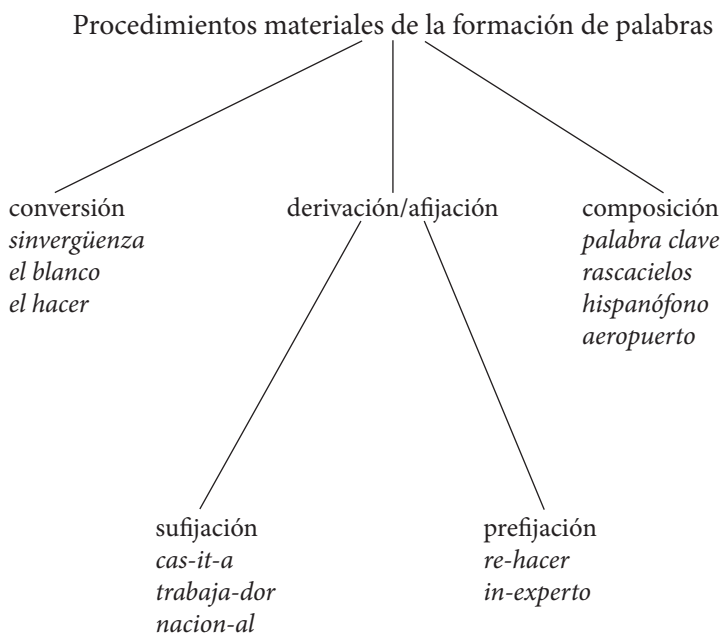 Procedimientos materiales de la formación de palabras
conversión
sinvergüenza
el blanco
el hacer
derivación/afijación
composición
palabra clave
rascacielos
hispanófono
aeropuerto
sufijación
cas-it-a
trabaja-dor
nacion-al
prefijación
re-hacer
in-experto